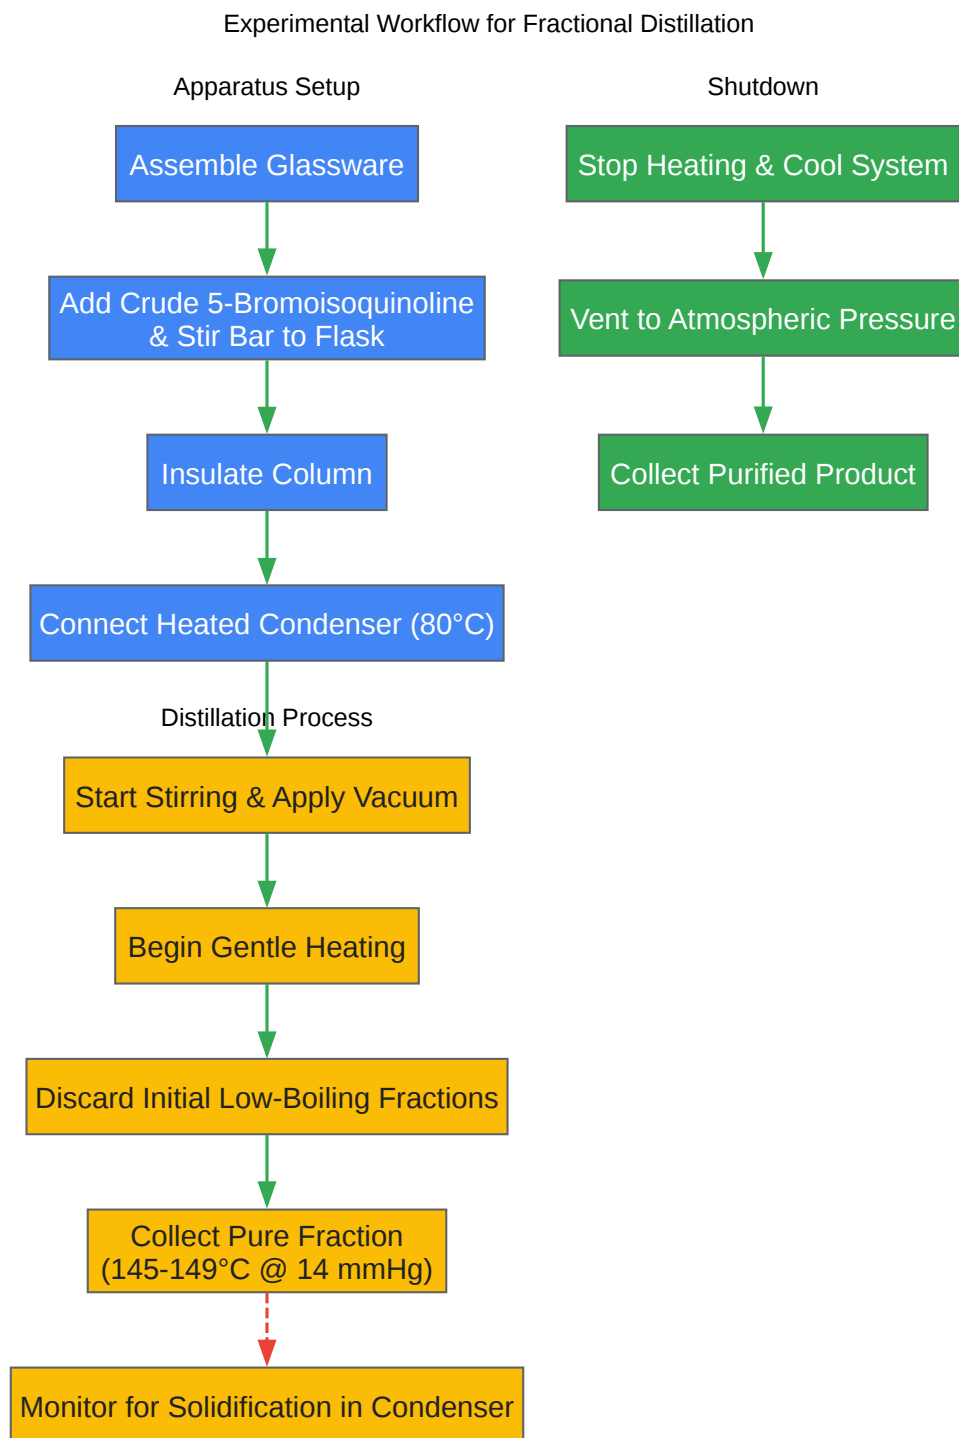 Experimental Workflow for Fractional Distillation
Apparatus Setup
Assemble Glassware
Add Crude 5-Bromoisoquinoline
& Stir Bar to Flask
Insulate Column
Connect Heated Condenser (80°C)
Distillation Process
Start Stirring & Apply Vacuum
Begin Gentle Heating
Discard Initial Low-Boiling Fractions
Collect Pure Fraction
(145-149°C @ 14 mmHg)
Monitor for Solidification in Condenser
Shutdown
Stop Heating & Cool System
Vent to Atmospheric Pressure
Collect Purified Product